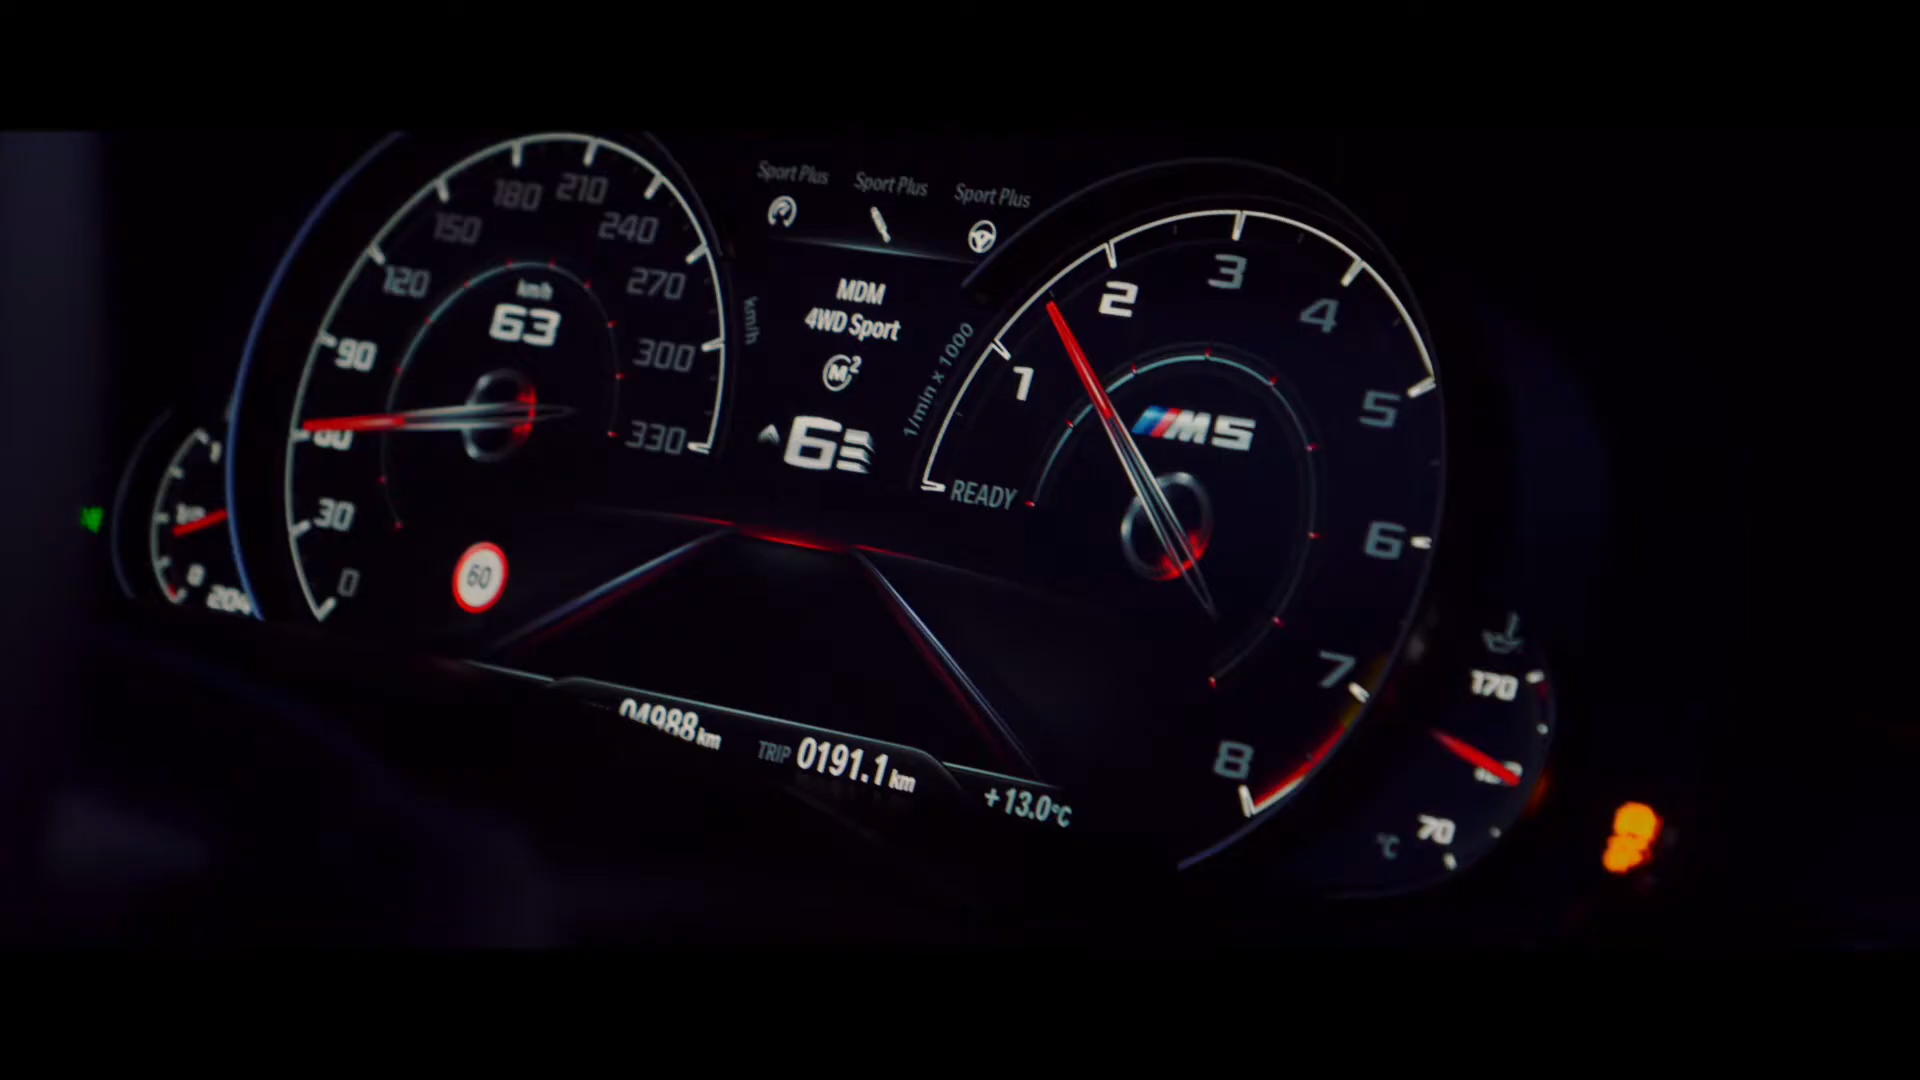 Sport Plus Sport Plus Sport Plus
km/h
63
0
30
60
90
120
150
180
210
240
270
300
330
km/h
60
MDM
4WD Sport
M2
6
1/min x 1000
READY
1
2
3
4
5
6
7
8
M5
04988 km
TRIP 0191.1 km
+13.0°C
170
70
°C